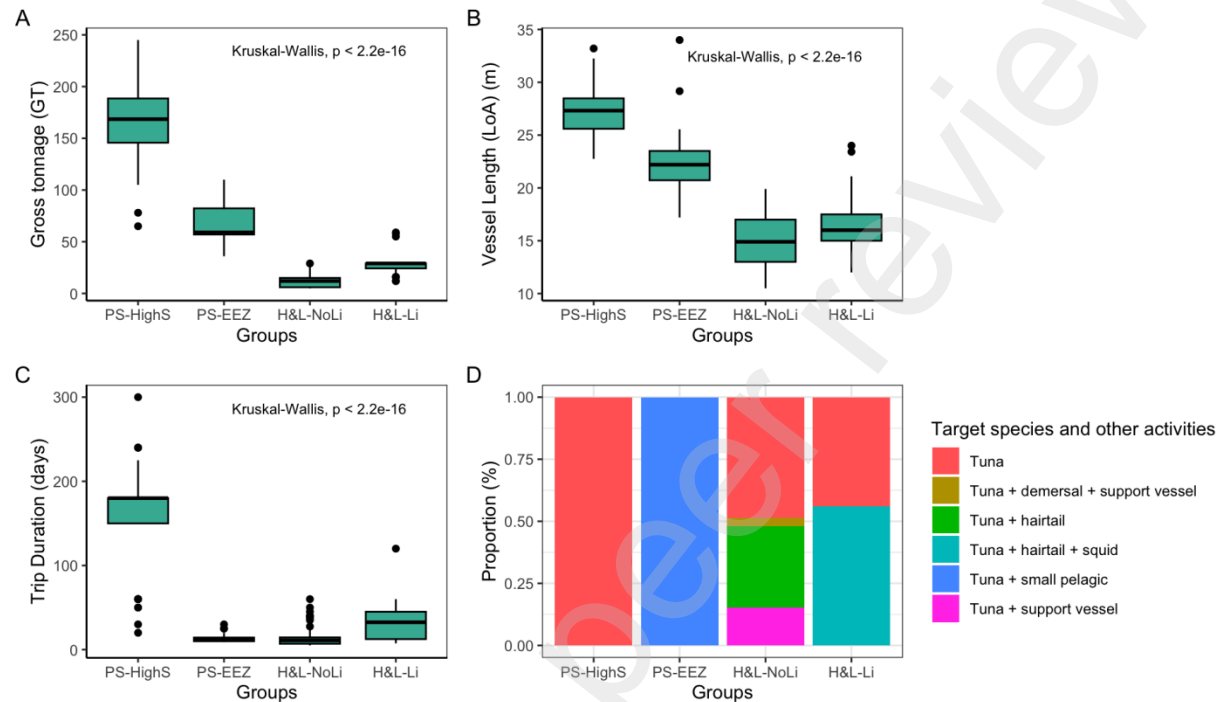 A
Kruskal-Wallis, p < 2.2e-16
Gross tonnage (GT)
250
200
150
100
50
0
PS-HighS PS-EEZ H&L-NoLi H&L-Li
Groups
B
Kruskal-Wallis, p < 2.2e-16
Vessel Length (LoA) (m)
35
30
25
20
15
10
PS-HighS PS-EEZ H&L-NoLi H&L-Li
Groups
C
Kruskal-Wallis, p < 2.2e-16
Trip Duration (days)
300
200
100
0
PS-HighS PS-EEZ H&L-NoLi H&L-Li
Groups
D
Proportion (%)
1.00
0.75
0.50
0.25
0.00
PS-HighS PS-EEZ H&L-NoLi H&L-Li
Groups
Target species and other activities
Tuna
Tuna + demersal + support vessel
Tuna + hairtail
Tuna + hairtail + squid
Tuna + small pelagic
Tuna + support vessel
peer review